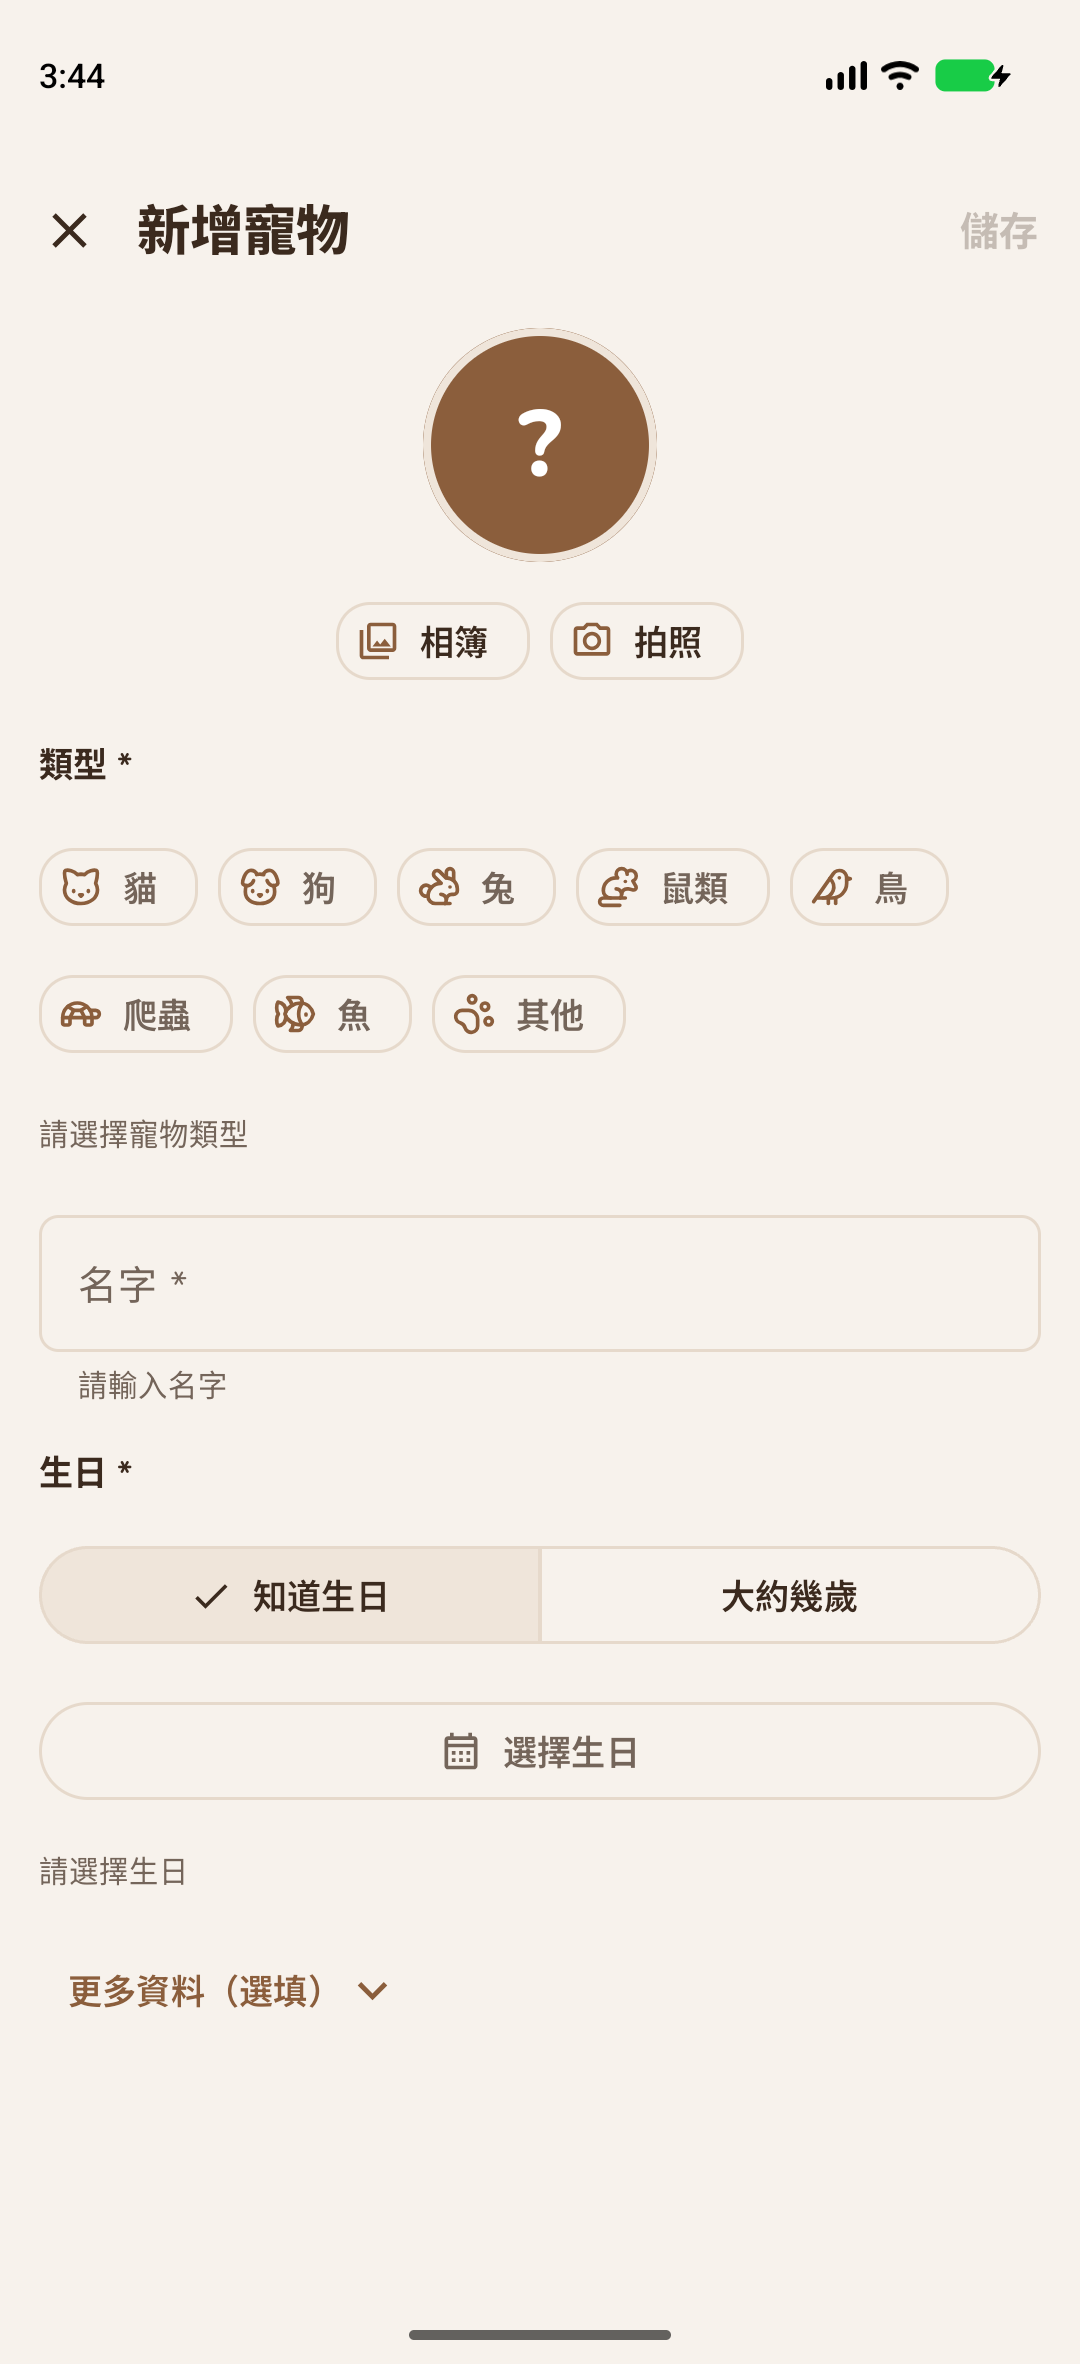 3:44
新增寵物
儲存
?
相簿
拍照
類型 *
貓
狗
兔
鼠類
鳥
爬蟲
魚
其他
請選擇寵物類型
名字 *
請輸入名字
生日 *
知道生日
大約幾歲
選擇生日
請選擇生日
更多資料（選填）